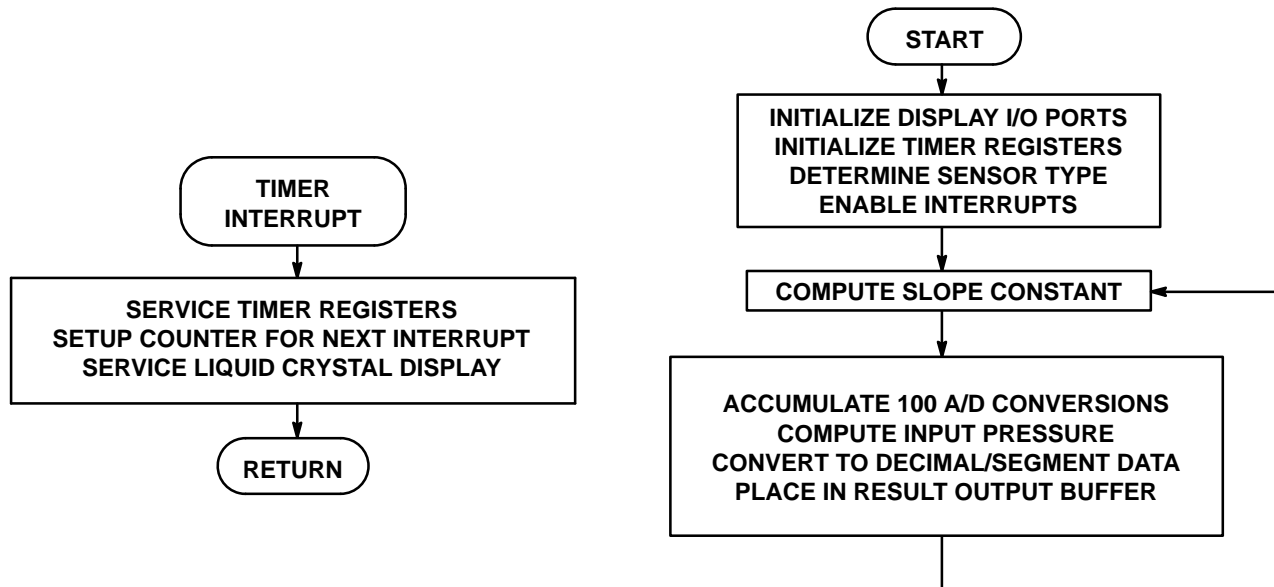 TIMER
INTERRUPT
SERVICE TIMER REGISTERS
SETUP COUNTER FOR NEXT INTERRUPT
SERVICE LIQUID CRYSTAL DISPLAY
RETURN
START
INITIALIZE DISPLAY I/O PORTS
INITIALIZE TIMER REGISTERS
DETERMINE SENSOR TYPE
ENABLE INTERRUPTS
COMPUTE SLOPE CONSTANT
ACCUMULATE 100 A/D CONVERSIONS
COMPUTE INPUT PRESSURE
CONVERT TO DECIMAL/SEGMENT DATA
PLACE IN RESULT OUTPUT BUFFER